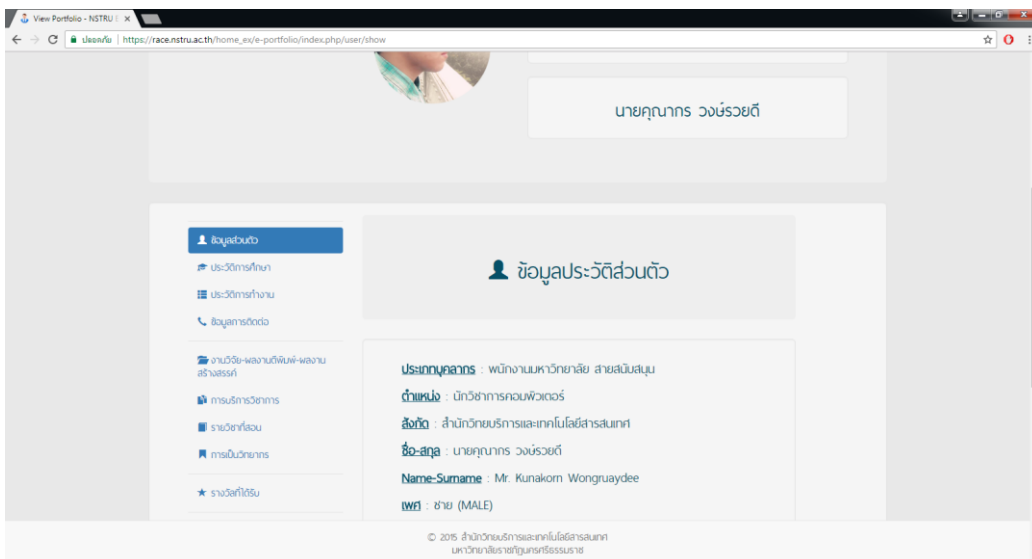 View Portfolio - NSTRU
ปลอดภัย | https://race.nstru.ac.th/home_ex/e-portfolio/index.php/user/show
นายคุณากร วงษ์รวยดี
ข้อมูลส่วนตัว
ประวัติการศึกษา
ประวัติการทำงาน
ข้อมูลการติดต่อ
งานวิจัย-ผลงานตีพิมพ์-ผลงาน
สร้างสรรค์
การบริการวิชาการ
รายวิชาที่สอน
การเป็นวิทยากร
รางวัลที่ได้รับ
ข้อมูลประวัติส่วนตัว
ประเภทบุคลากร : พนักงานมหาวิทยาลัย สายสนับสนุน
ตำแหน่ง : นักวิชาการคอมพิวเตอร์
สังกัด : สำนักวิทยบริการและเทคโนโลยีสารสนเทศ
ชื่อ-สกุล : นายคุณากร วงษ์รวยดี
Name-Surname : Mr. Kunakorn Wongruaydee
เพศ : ชาย (MALE)
© 2015 สำนักวิทยบริการและเทคโนโลยีสารสนเทศ
มหาวิทยาลัยราชภัฏนครศรีธรรมราช